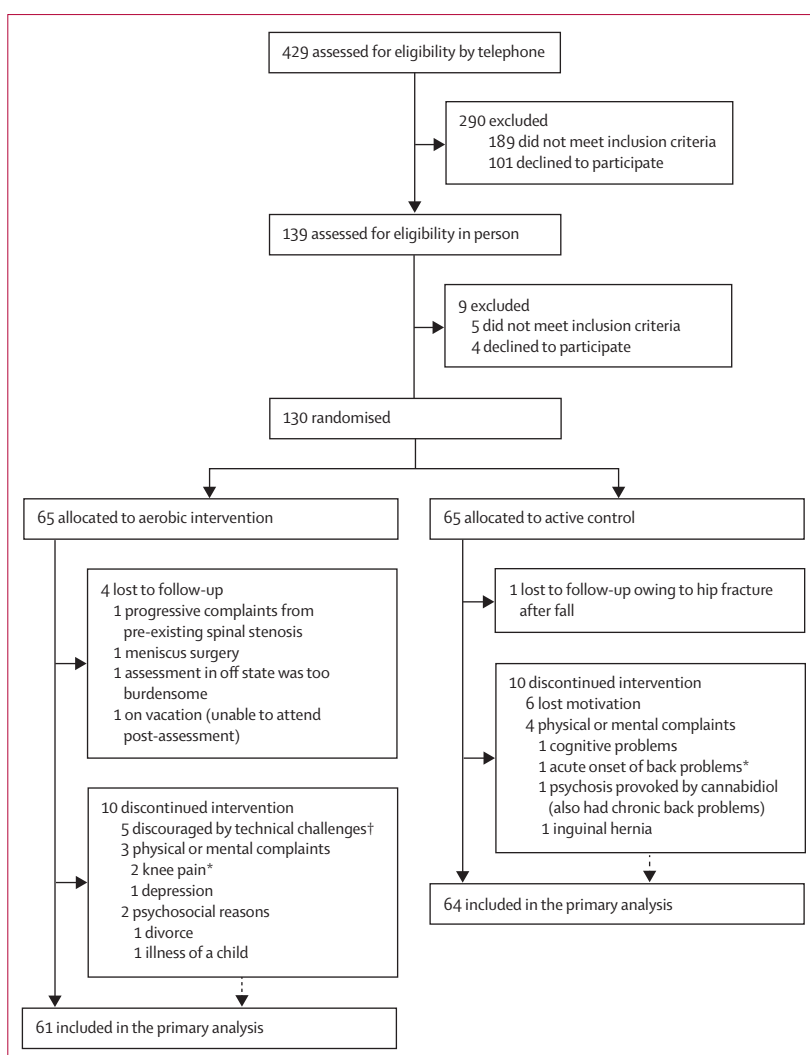 429 assessed for eligibility by telephone
290 excluded
189 did not meet inclusion criteria
101 declined to participate
139 assessed for eligibility in person
9 excluded
5 did not meet inclusion criteria
4 declined to participate
130 randomised
65 allocated to aerobic intervention
4 lost to follow-up
1 progressive complaints from
pre-existing spinal stenosis
1 meniscus surgery
1 assessment in off state was too
burdensome
1 on vacation (unable to attend
post-assessment)
10 discontinued intervention
5 discouraged by technical challenges†
3 physical or mental complaints
2 knee pain*
1 depression
2 psychosocial reasons
1 divorce
1 illness of a child
61 included in the primary analysis
65 allocated to active control
1 lost to follow-up owing to hip fracture
after fall
10 discontinued intervention
6 lost motivation
4 physical or mental complaints
1 cognitive problems
1 acute onset of back problems*
1 psychosis provoked by cannabidiol
(also had chronic back problems)
1 inguinal hernia
64 included in the primary analysis